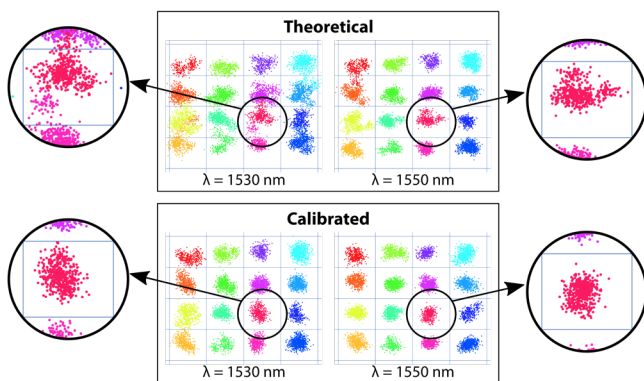 Theoretical
λ = 1530 nm
λ = 1550 nm
Calibrated
λ = 1530 nm
λ = 1550 nm